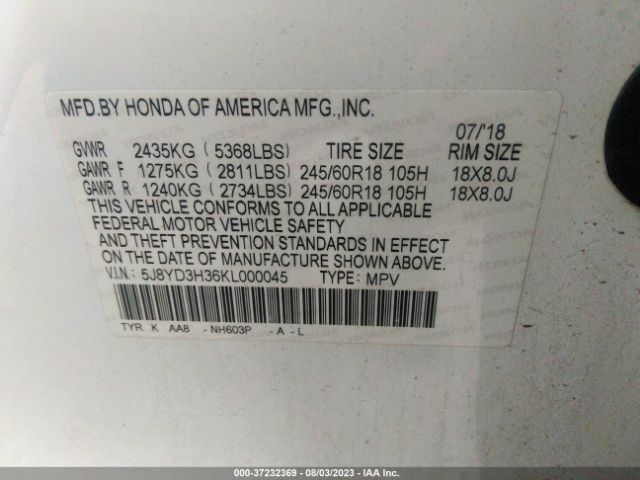 MFD.BY HONDA OF AMERICA MFG.,INC.
07/'18
GVWR 2435KG ( 5368LBS) TIRE SIZE RIM SIZE
GAWR F 1275KG ( 2811LBS) 245/60R18 105H 18X8.0J
GAWR R 1240KG ( 2734LBS) 245/60R18 105H 18X8.0J
THIS VEHICLE CONFORMS TO ALL APPLICABLE
FEDERAL MOTOR VEHICLE SAFETY
AND THEFT PREVENTION STANDARDS IN EFFECT
ON THE DATE OF MANUFACTURE SHOWN ABOVE.
V.I.N.: 5J8YD3H36KL000045 TYPE: MPV
TYR K AA8 -NH603P -A -L
000-37232369 - 08/03/2023 - IAA Inc.